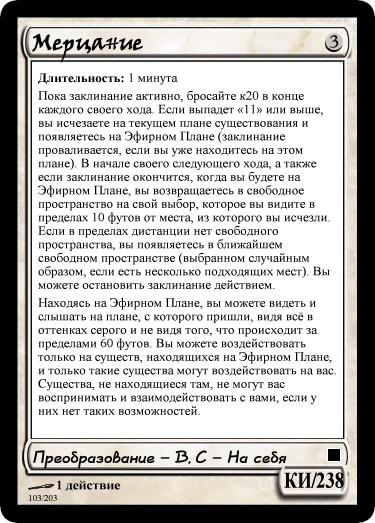 Мерцание
3
Длительность: 1 минута
Пока заклинание активно, бросайте к20 в конце
каждого своего хода. Если выпадет «11» или выше,
вы исчезаете на текущем плане существования и
появляетесь на Эфирном Плане (заклинание
проваливается, если вы уже находитесь на этом
плане). В начале своего следующего хода, а также
если заклинание окончится, когда вы будете на
Эфирном Плане, вы возвращаетесь в свободное
пространство на свой выбор, которое вы видите в
пределах 10 футов от места, из которого вы исчезли.
Если в пределах дистанции нет свободного
пространства, вы появляетесь в ближайшем
свободном пространстве (выбранном случайным
образом, если есть несколько подходящих мест). Вы
можете остановить заклинание действием.
Находясь на Эфирном Плане, вы можете видеть и
слышать на плане, с которого пришли, видя всё в
оттенках серого и не видя того, что происходит за
пределами 60 футов. Вы можете воздействовать
только на существ, находящихся на Эфирном Плане,
и только такие существа могут воздействовать на вас.
Существа, не находящиеся там, не могут вас
воспринимать и взаимодействовать с вами, если у
них нет таких возможностей.
Преобразование – В, С – На себя
1 действие
КИ/238
103/203